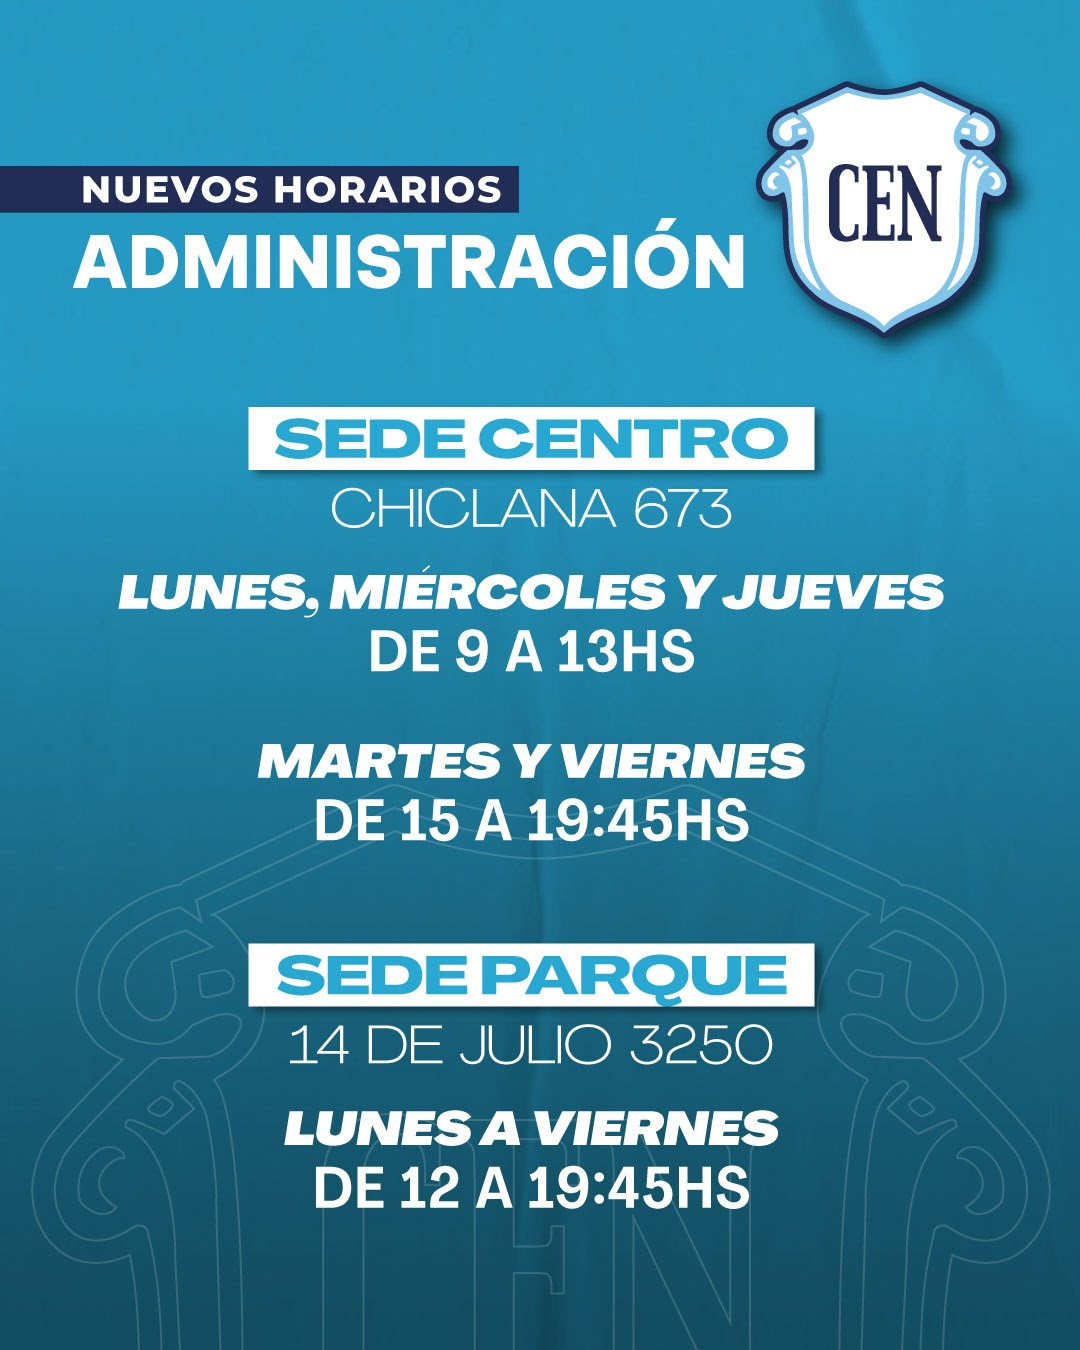 NUEVOS HORARIOS
ADMINISTRACIÓN
CEN
SEDE CENTRO
CHICLANA 673
LUNES, MIÉRCOLES Y JUEVES
DE 9 A 13HS
MARTES Y VIERNES
DE 15 A 19:45HS
SEDE PARQUE
14 DE JULIO 3250
LUNES A VIERNES
DE 12 A 19:45HS
CEN